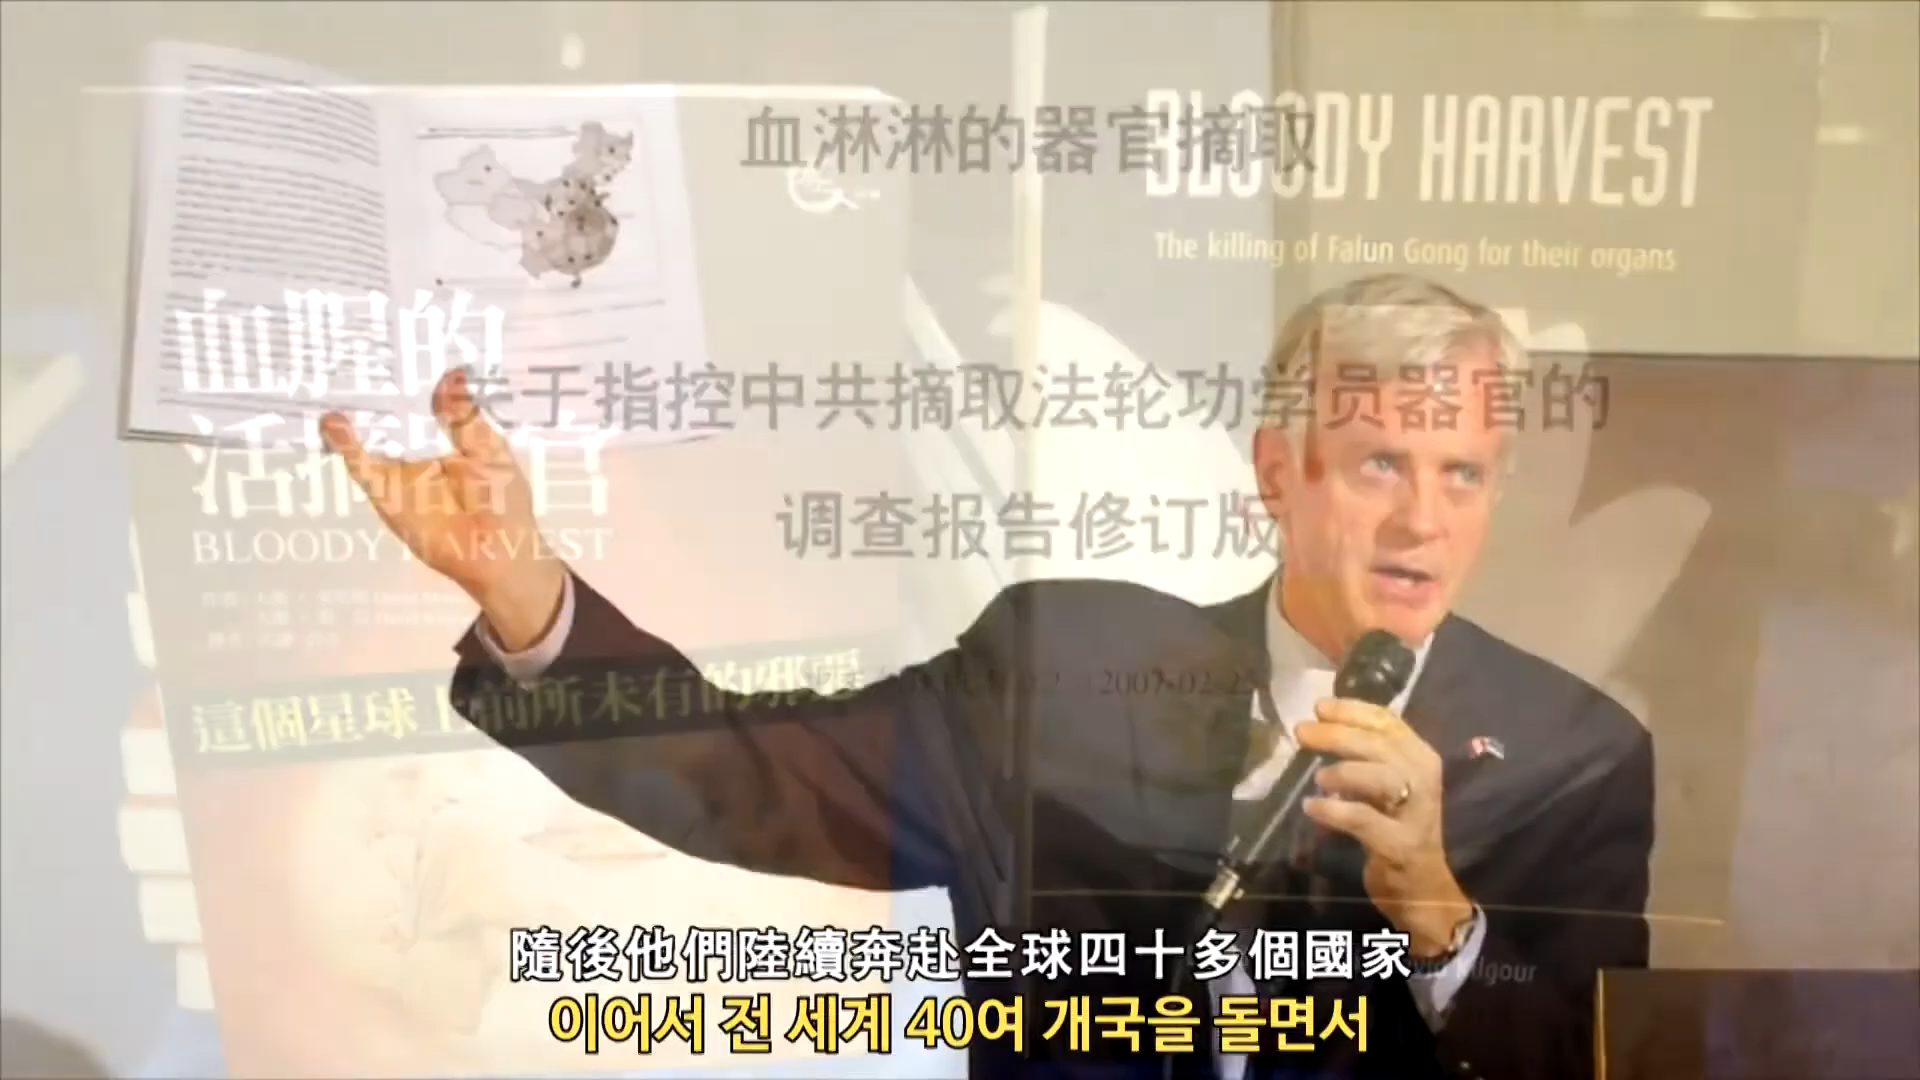 血淋淋的器官摘取
BLOODY HARVEST
The killing of Falun Gong for their organs
血腥的
关于指控中共摘取法轮功学员器官的
活摘器官
调查报告修订版
BLOODY HARVEST
這個星球上前所未有的邪惡
2007-02-22
隨後他們陸續奔赴全球四十多個國家
이어서 전 세계 40여 개국을 돌면서